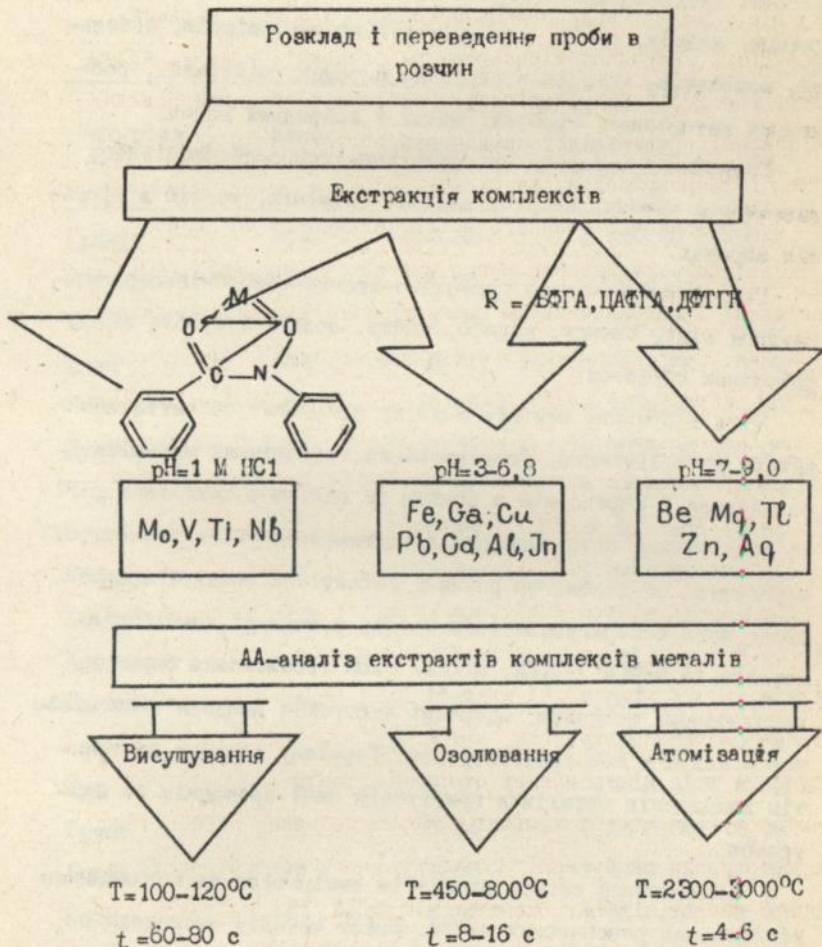 Розклад і переведення проби в
розчин
Екстракція комплексів
M
O O
C N
R = БФГА, ЦАФГА, ДФТГК
pH=1 M HCl
pH=3-6,8
pH=7-9,0
Mo, V, Ti, Nb
Fe, Ga, Cu
Pb, Cd, Al, Jn
Be Mg, Tl
Zn, Ag
АА-аналіз екстрактів комплексів металів
Висушування
Озолювання
Атомізація
T=100-120°C
T=450-800°C
T=2300-3000°C
t=60-80 с
t=8-16 с
t=4-6 с